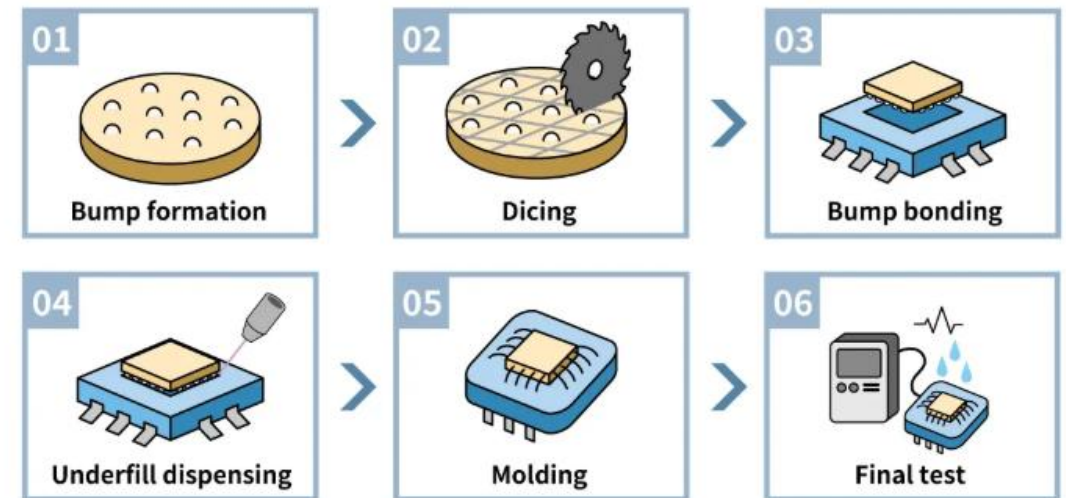 01
Bump formation
02
Dicing
03
Bump bonding
04
Underfill dispensing
05
Molding
06
Final test